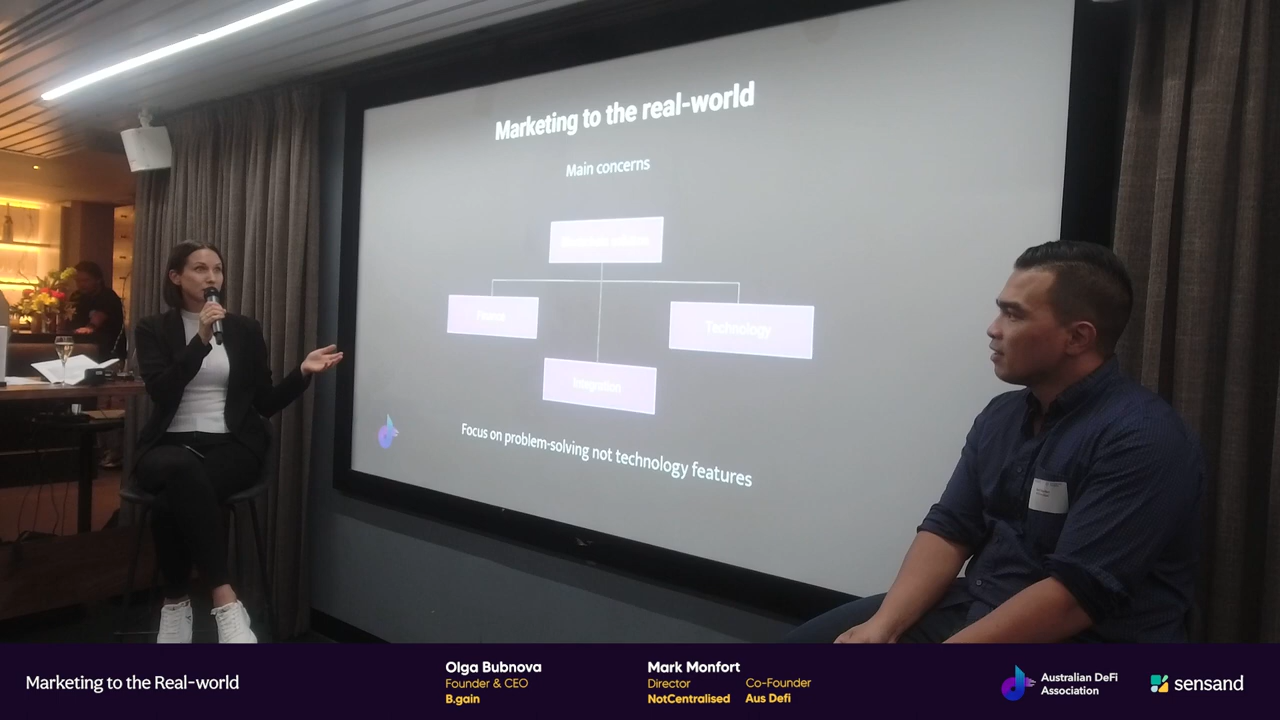 Marketing to the real-world
Main concerns
Finance
Technology
Integration
Focus on problem-solving not technology features
Marketing to the Real-world
Olga Bubnova
Founder & CEO
B.gain
Mark Monfort
Director
NotCentralised
Co-Founder
Aus Defi
Australian DeFi
Association
sensand